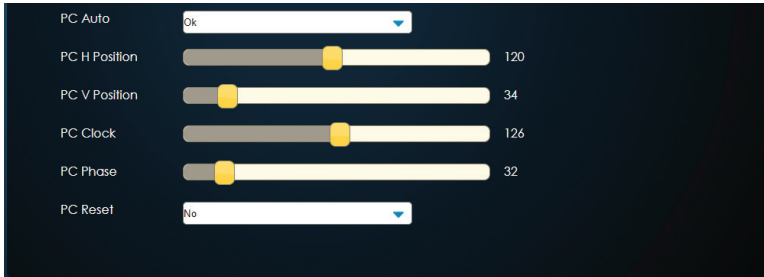 PC Auto Ok
PC H Position 120
PC V Position 34
PC Clock 126
PC Phase 32
PC Reset No